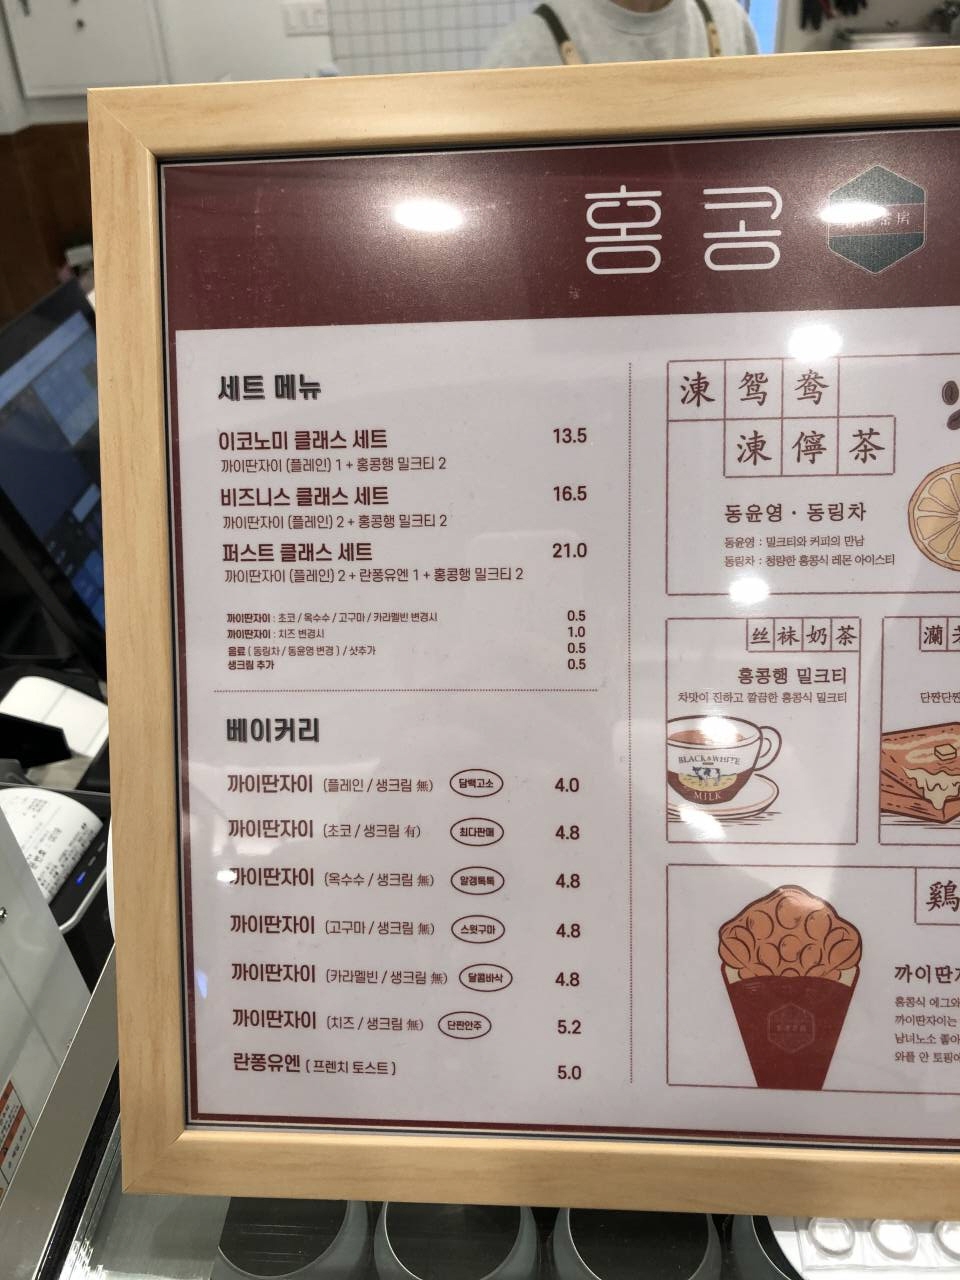 홍콩
茶房
세트 메뉴
이코노미 클래스 세트 13.5
까이딴자이 (플레인) 1 + 홍콩행 밀크티 2
비즈니스 클래스 세트 16.5
까이딴자이 (플레인) 2 + 홍콩행 밀크티 2
퍼스트 클래스 세트 21.0
까이딴자이 (플레인) 2 + 란퐁유엔 1 + 홍콩행 밀크티 2
까이딴자이 : 초코 / 옥수수 / 고구마 / 카라멜빈 변경시 0.5
까이딴자이 : 치즈 변경시 1.0
음료 ( 동림차 / 동윤영 변경 ) / 샷추가 0.5
생크림 추가 0.5
베이커리
까이딴자이 (플레인 / 생크림 無) 담백고소 4.0
까이딴자이 (초코 / 생크림 有) 최다판매 4.8
까이딴자이 (옥수수 / 생크림 無) 알갱톡톡 4.8
까이딴자이 (고구마 / 생크림 無) 스윗구마 4.8
까이딴자이 (카라멜빈 / 생크림 無) 달콤바삭 4.8
까이딴자이 (치즈 / 생크림 無) 단짠안주 5.2
란퐁유엔 ( 프렌치 토스트 ) 5.0
凍鴛鴦
凍檸茶
동윤영 · 동림차
동윤영 : 밀크티와 커피의 만남
동림차 : 청량한 홍콩식 레몬 아이스티
丝袜奶茶
홍콩행 밀크티
차맛이 진하고 깔끔한 홍콩식 밀크티
BLACK & WHITE
MILK
蘭
단짠단짠
鷄
까이딴
홍콩식 에그와
까이딴자이는
남녀노소 좋아
와플 안 토핑에